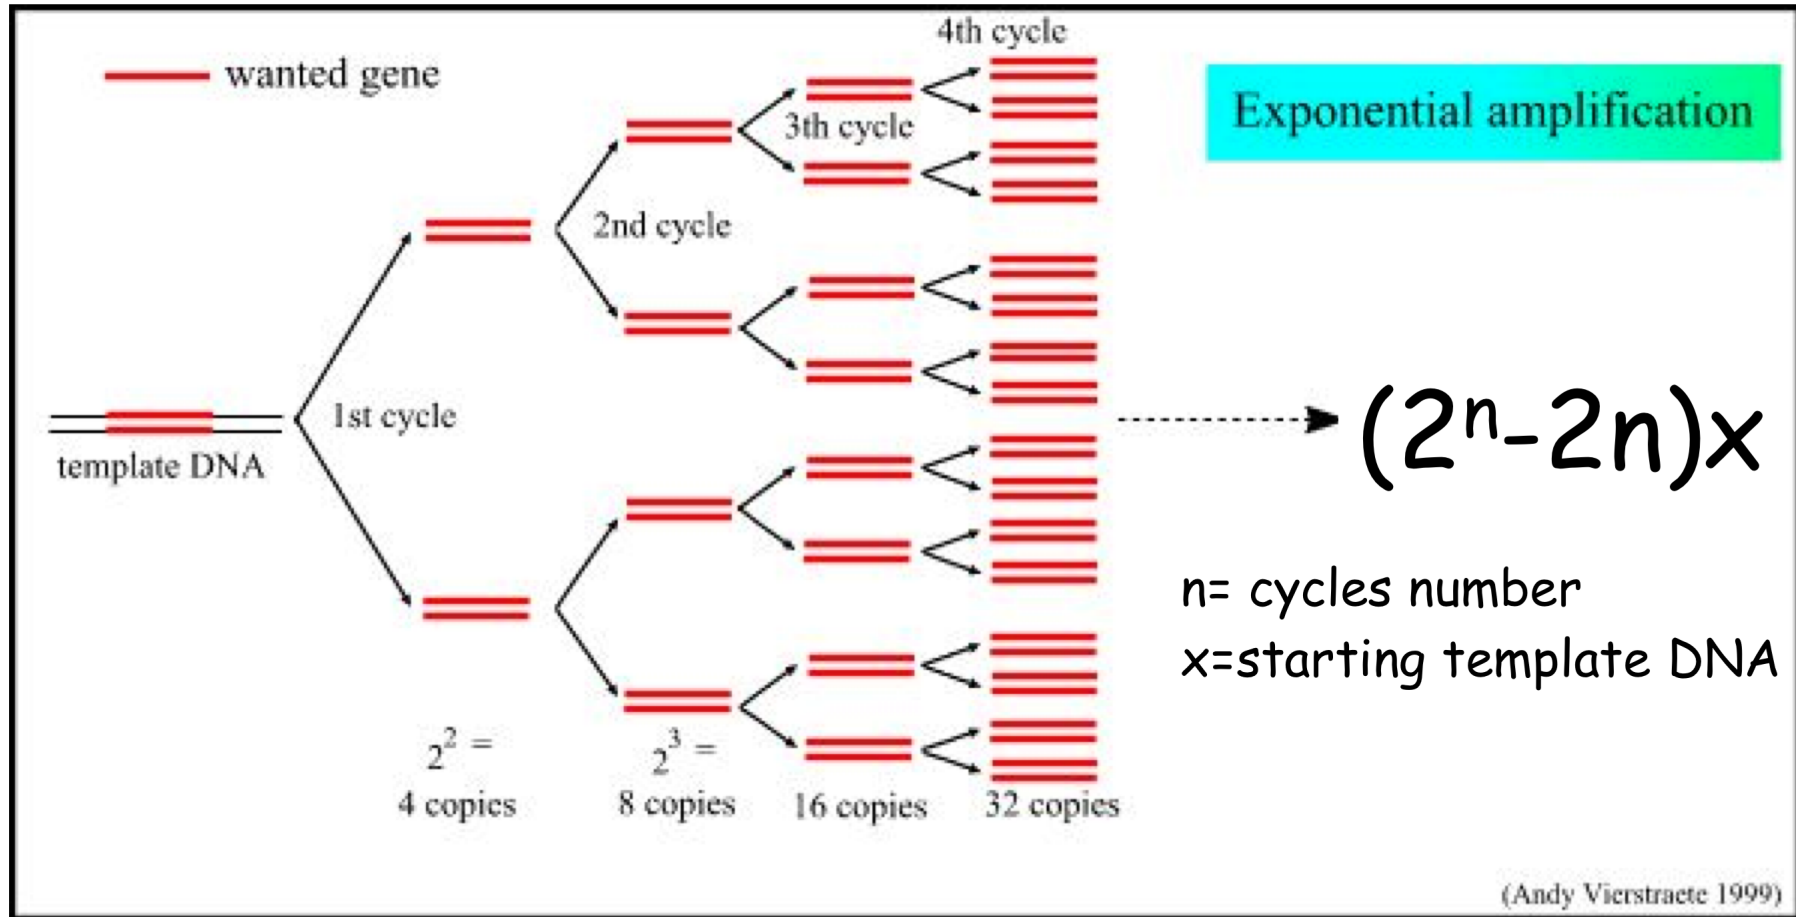 4th cycle
wanted gene
Exponential amplification
3th cycle
2nd cycle
1st cycle
template DNA
(2ⁿ-2n)x
n= cycles number
x=starting template DNA
2² =
4 copies
2³ =
8 copies
16 copies
32 copies
(Andy Vierstraete 1999)